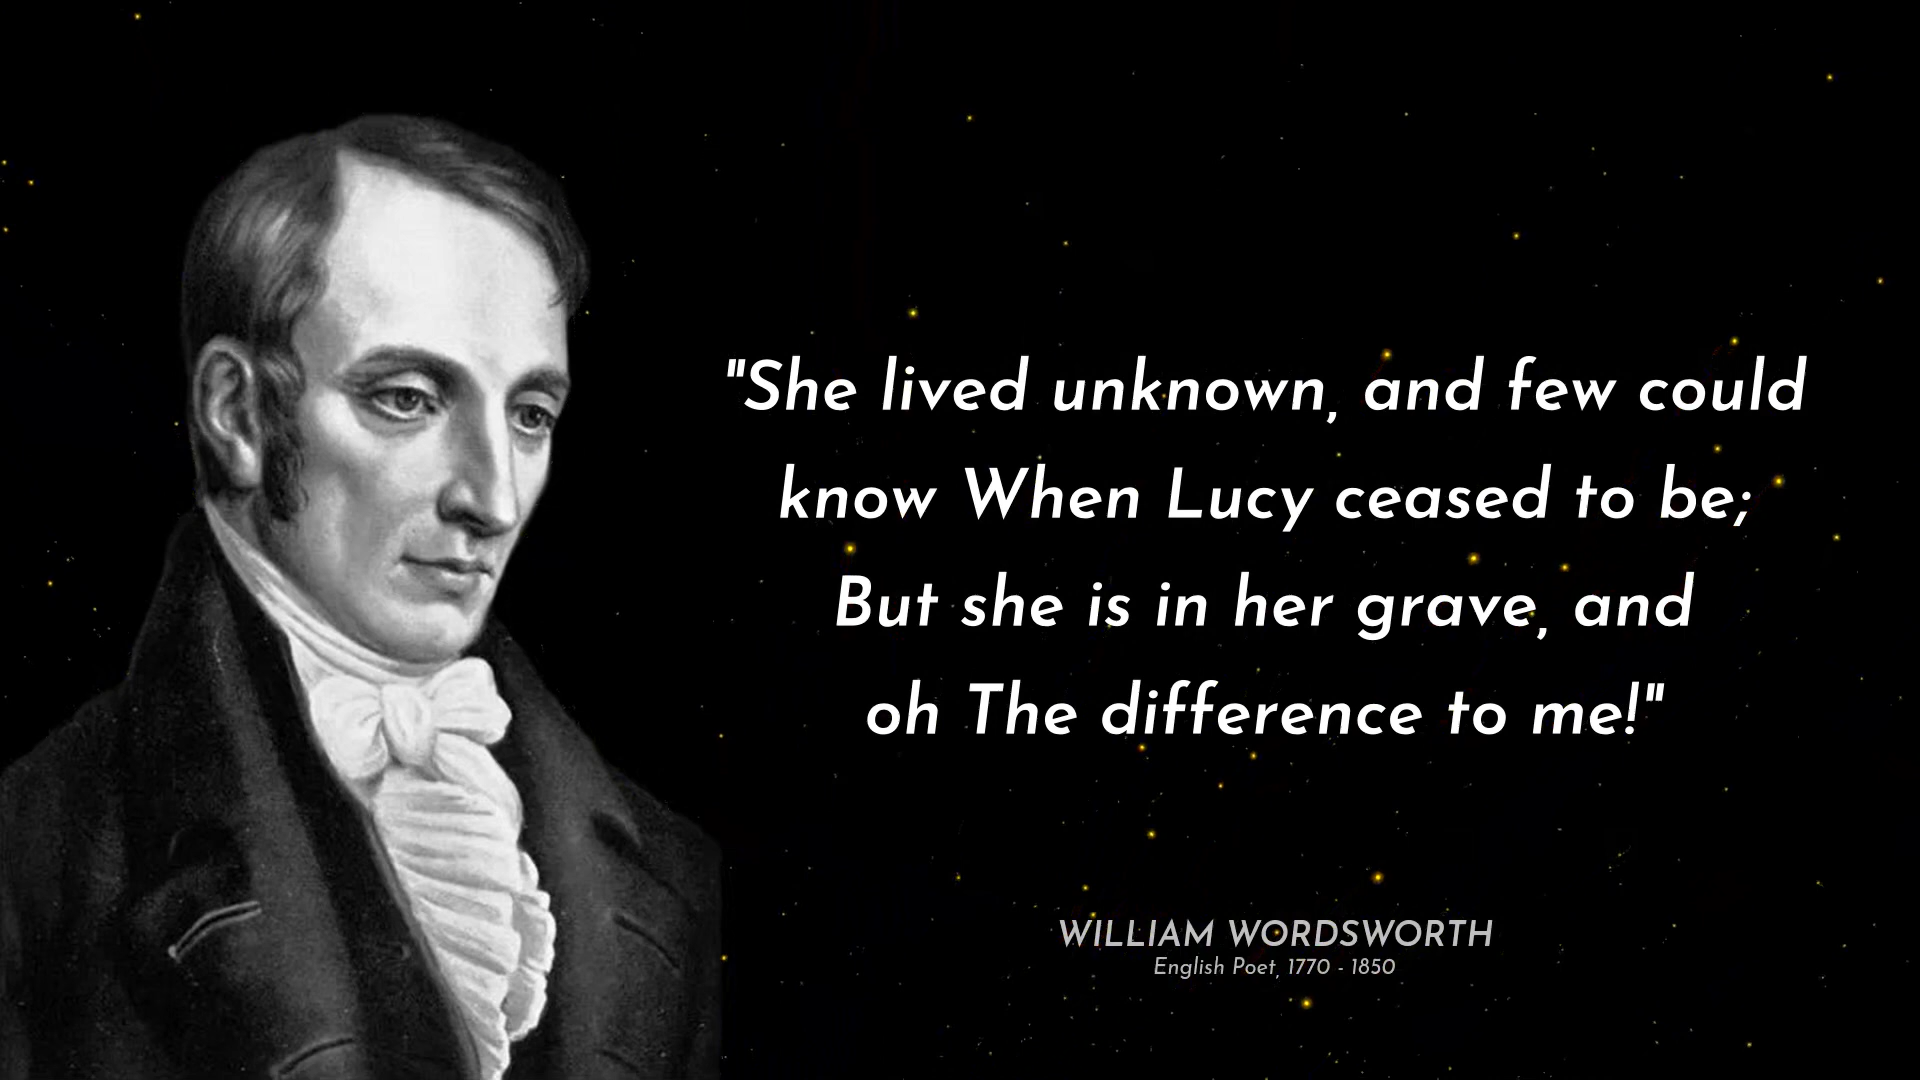 "She lived unknown, and few could
know When Lucy ceased to be;
But she is in her grave, and
oh The difference to me!"
WILLIAM WORDSWORTH
English Poet, 1770 - 1850